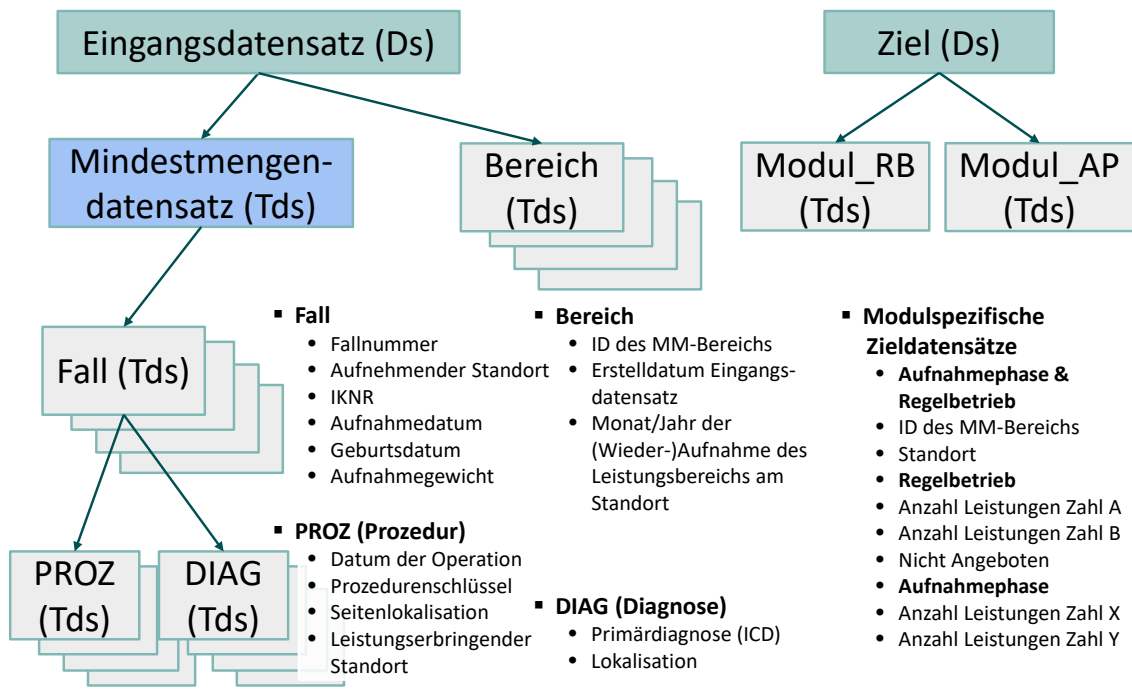 Eingangsdatensatz (Ds)
Ziel (Ds)
Mindestmengen-
datensatz (Tds)
Bereich
(Tds)
Modul_RB
(Tds)
Modul_AP
(Tds)
Fall (Tds)
PROZ
(Tds)
DIAG
(Tds)
▪ Fall
• Fallnummer
• Aufnehmender Standort
• IKNR
• Aufnahmedatum
• Geburtsdatum
• Aufnahmegewicht
▪ PROZ (Prozedur)
• Datum der Operation
• Prozedurenschlüssel
• Seitenlokalisation
• Leistungserbringender
Standort
▪ Bereich
• ID des MM-Bereichs
• Erstelldatum Eingangs-
datensatz
• Monat/Jahr der
(Wieder-)Aufnahme des
Leistungsbereichs am
Standort
▪ DIAG (Diagnose)
• Primärdiagnose (ICD)
• Lokalisation
▪ Modulspezifische
Zieldatensätze
• Aufnahmephase &
Regelbetrieb
• ID des MM-Bereichs
• Standort
• Regelbetrieb
• Anzahl Leistungen Zahl A
• Anzahl Leistungen Zahl B
• Nicht Angeboten
• Aufnahmephase
• Anzahl Leistungen Zahl X
• Anzahl Leistungen Zahl Y